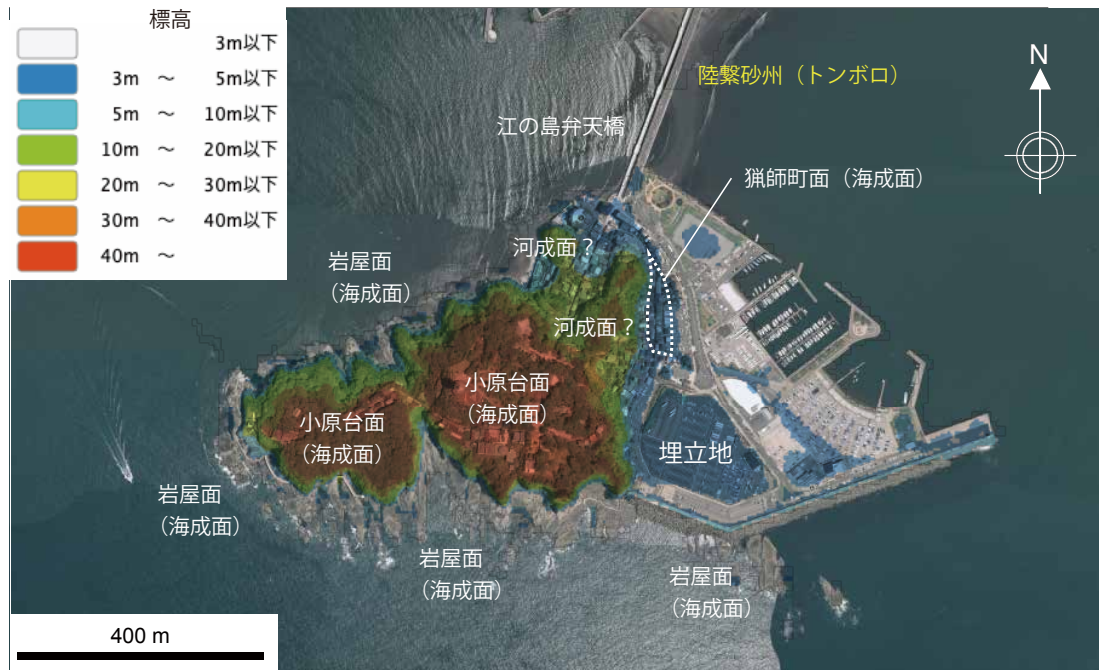 標高
3m以下
3m ～ 5m以下
5m ～ 10m以下
10m ～ 20m以下
20m ～ 30m以下
30m ～ 40m以下
40m ～
陸繫砂州（トンボロ）
N
江の島弁天橋
猟師町面（海成面）
河成面？
岩屋面
（海成面）
河成面？
小原台面
（海成面）
小原台面
（海成面）
埋立地
岩屋面
（海成面）
岩屋面
（海成面）
岩屋面
（海成面）
400 m